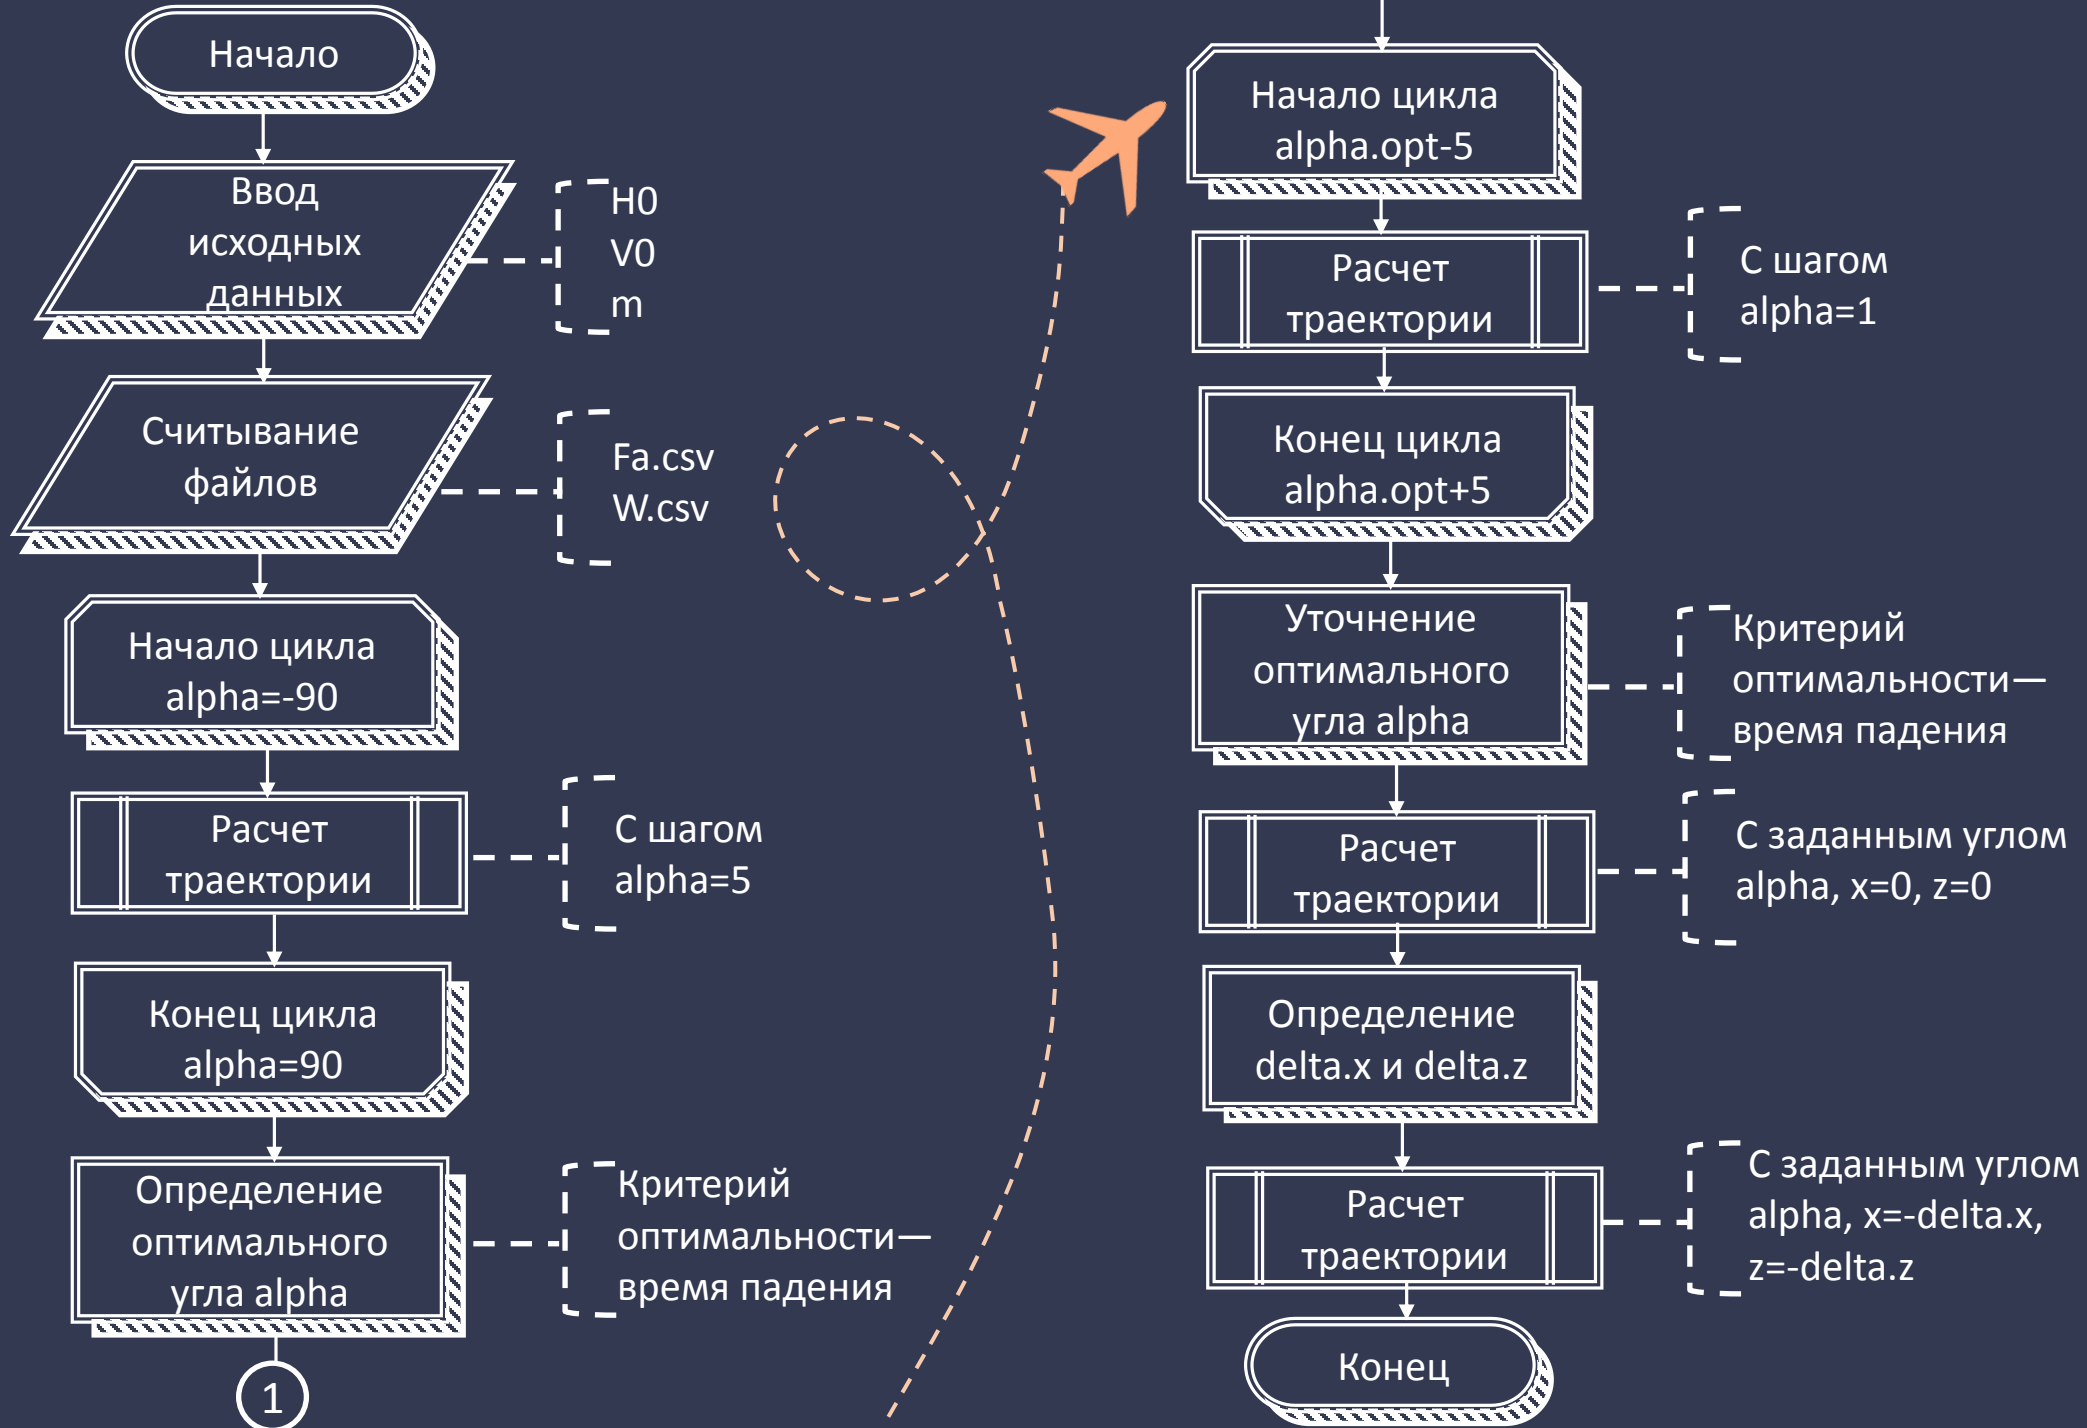 Начало
Ввод
исходных
данных
H0
V0
m
Считывание
файлов
Fa.csv
W.csv
Начало цикла
alpha=-90
Расчет
траектории
С шагом
alpha=5
Конец цикла
alpha=90
Определение
оптимального
угла alpha
Критерий
оптимальности—
время падения
1
Начало цикла
alpha.opt-5
Расчет
траектории
С шагом
alpha=1
Конец цикла
alpha.opt+5
Уточнение
оптимального
угла alpha
Критерий
оптимальности—
время падения
Расчет
траектории
С заданным углом
alpha, x=0, z=0
Определение
delta.x и delta.z
Расчет
траектории
С заданным углом
alpha, x=-delta.x,
z=-delta.z
Конец